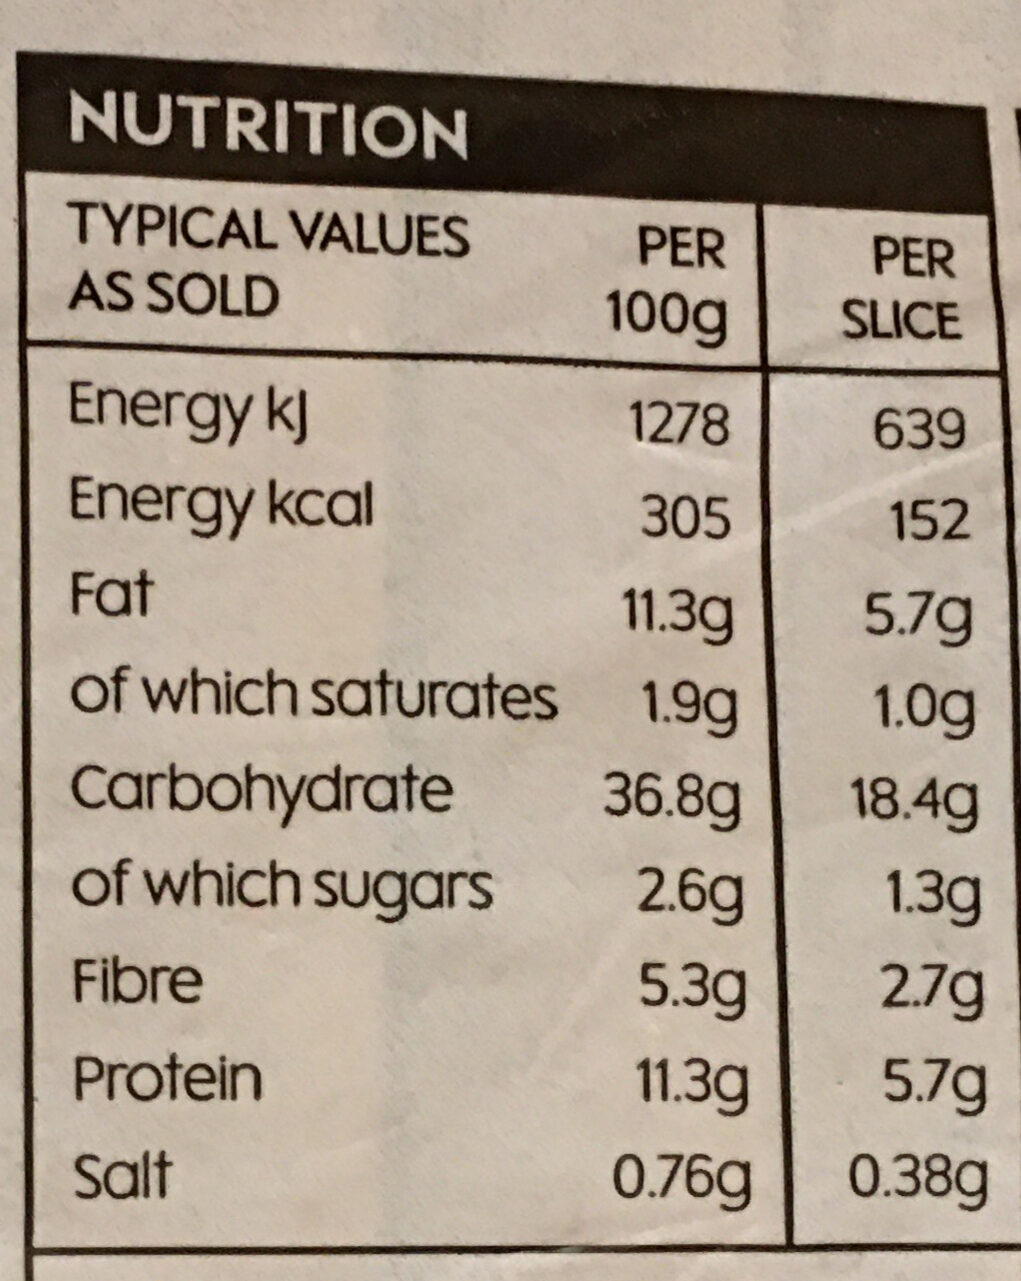 NUTRITION
TYPICAL VALUES AS SOLD PER 100g PER SLICE
Energy kJ 1278 639
Energy kcal 305 152
Fat 11.3g 5.7g
of which saturates 1.9g 1.0g
Carbohydrate 36.8g 18.4g
of which sugars 2.6g 1.3g
Fibre 5.3g 2.7g
Protein 11.3g 5.7g
Salt 0.76g 0.38g